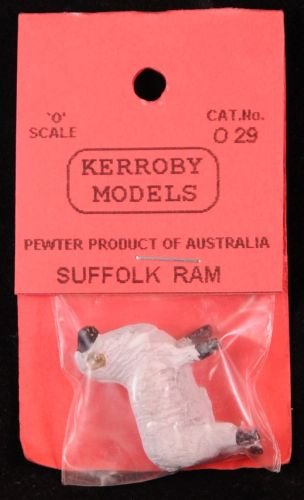 'O'
SCALE
CAT.No.
O 29
KERROBY
MODELS
PEWTER PRODUCT OF AUSTRALIA
SUFFOLK RAM